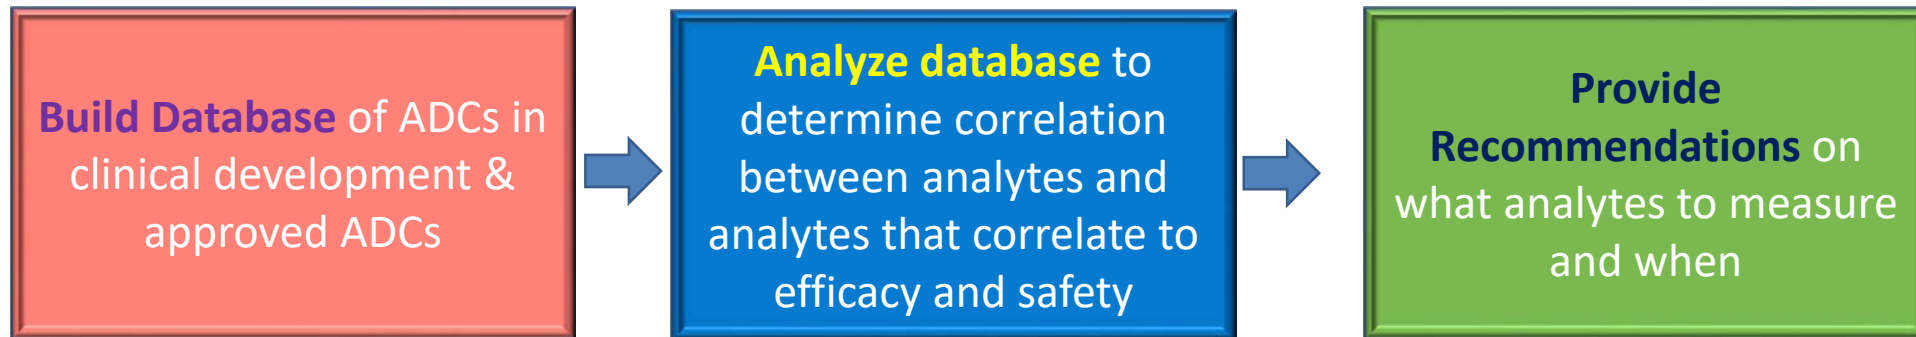 Build Database of ADCs in
clinical development &
approved ADCs
Analyze database to
determine correlation
between analytes and
analytes that correlate to
efficacy and safety
Provide
Recommendations on
what analytes to measure
and when